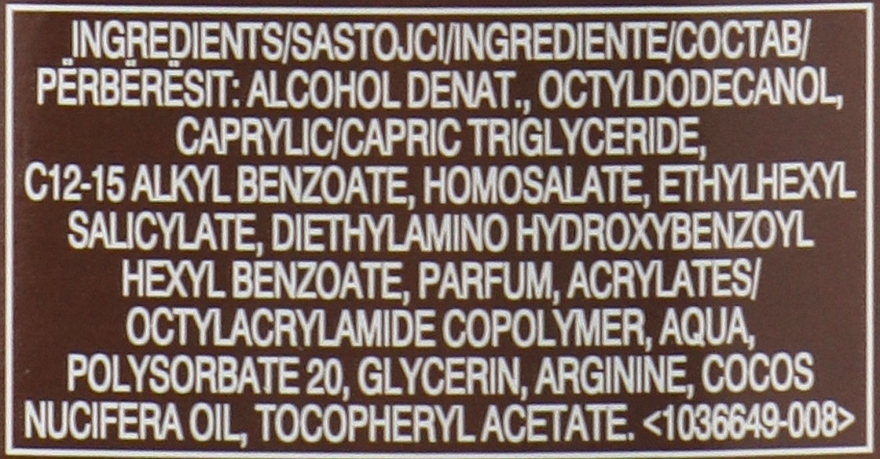 INGREDIENTS/SASTOJCI/INGREDIENTE/СОСТАВ/
PËRBËRËSIT: ALCOHOL DENAT., OCTYLDODECANOL,
CAPRYLIC/CAPRIC TRIGLYCERIDE,
C12-15 ALKYL BENZOATE, HOMOSALATE, ETHYLHEXYL
SALICYLATE, DIETHYLAMINO HYDROXYBENZOYL
HEXYL BENZOATE, PARFUM, ACRYLATES/
OCTYLACRYLAMIDE COPOLYMER, AQUA,
POLYSORBATE 20, GLYCERIN, ARGININE, COCOS
NUCIFERA OIL, TOCOPHERYL ACETATE. <1036649-008>